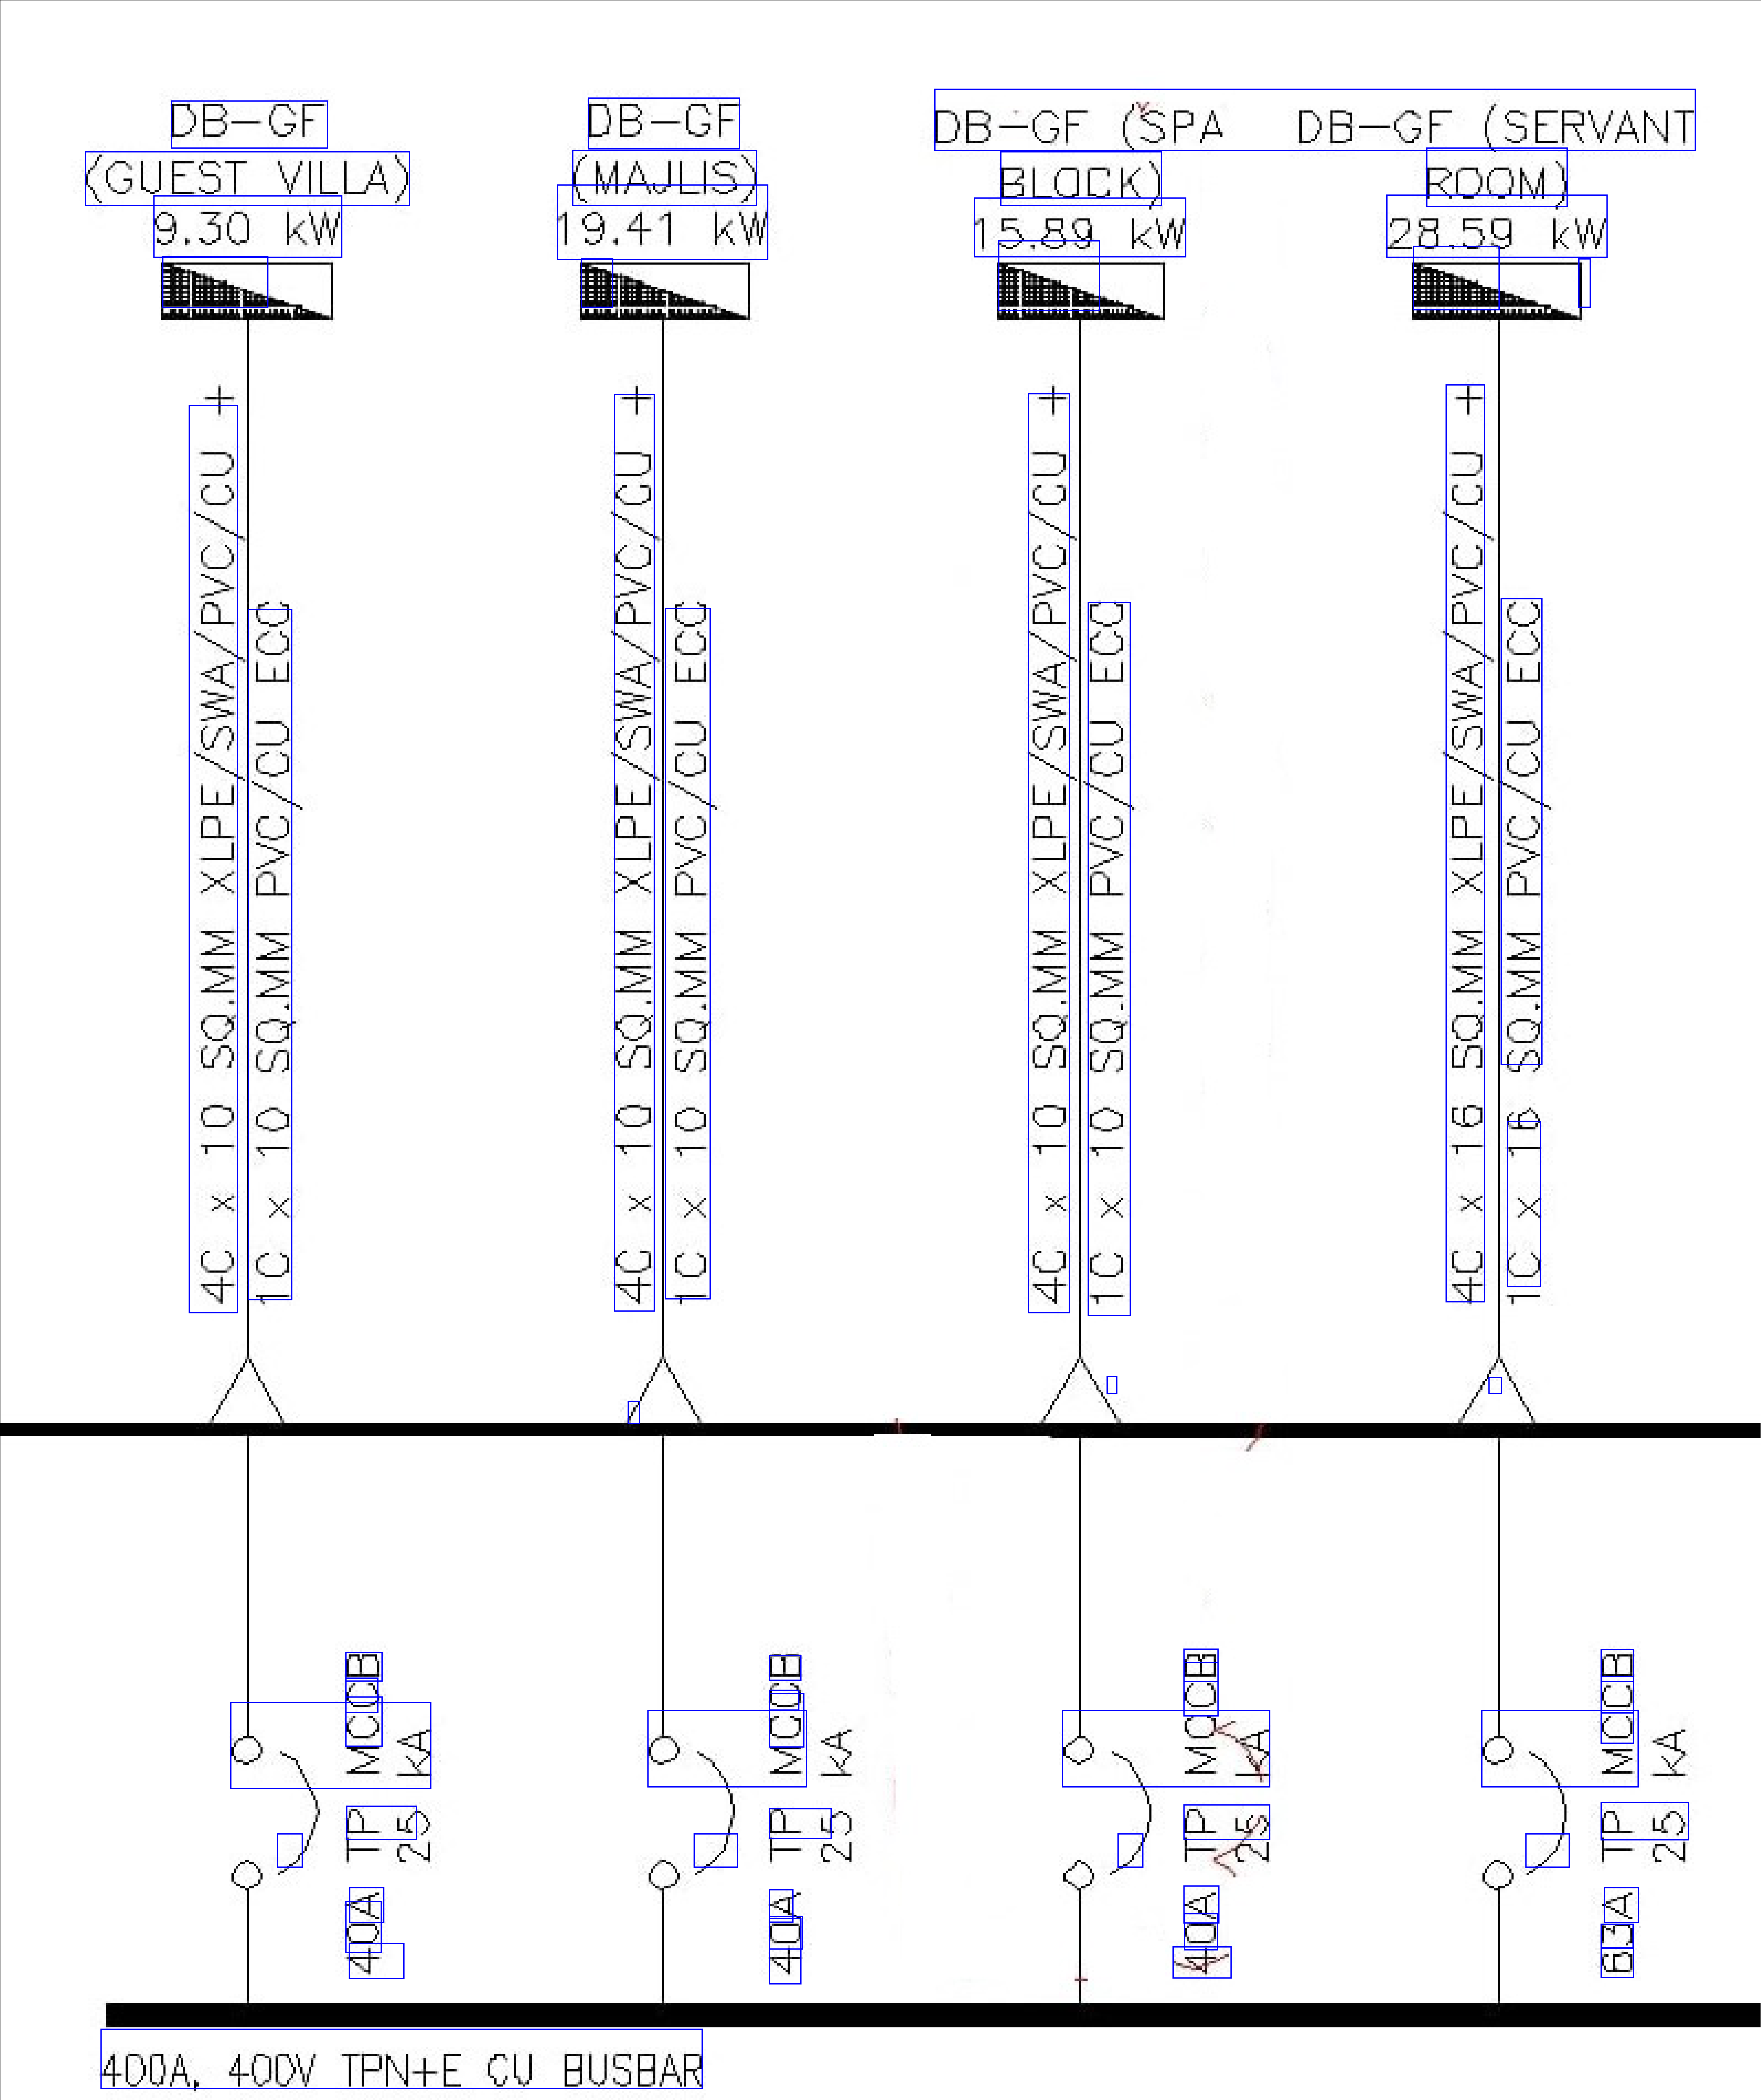 DB-GF
(GUEST VILLA)
9.30 kW
DB-GF
(MAJLIS)
19.41 kW
DB-GF (SPA
BLOCK)
15.89 kW
DB-GF (SERVANT
ROOM)
28.59 kW
4C x 10 SQ.MM XLPE/SWA/PVC/CU +
1C x 10 SQ.MM PVC/CU ECC
4C x 10 SQ.MM XLPE/SWA/PVC/CU +
1C x 10 SQ.MM PVC/CU ECC
4C x 10 SQ.MM XLPE/SWA/PVC/CU +
1C x 10 SQ.MM PVC/CU ECC
4C x 16 SQ.MM XLPE/SWA/PVC/CU +
1C x 16 SQ.MM PVC/CU ECC
40A TP MCCB
25 kA
40A TP MCCB
25 kA
40A TP MCCB
25 kA
63A TP MCCB
25 kA
400A, 400V TPN+E CU BUSBAR